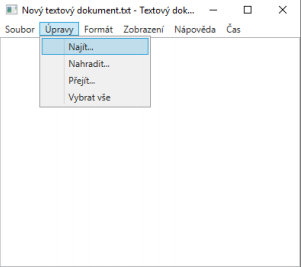 Nový textový dokument.txt - Textový dok...
Soubor Úpravy Formát Zobrazení Nápověda Čas
Najít...
Nahradit...
Přejít...
Vybrat vše